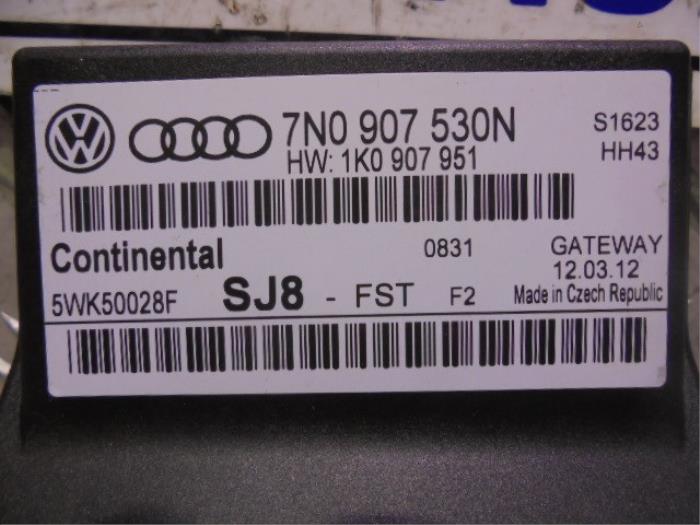 7N0 907 530N S1623
HW: 1K0 907 951 HH43
Continental 0831 GATEWAY
12.03.12
5WK50028F SJ8 - FST F2 Made in Czech Republic